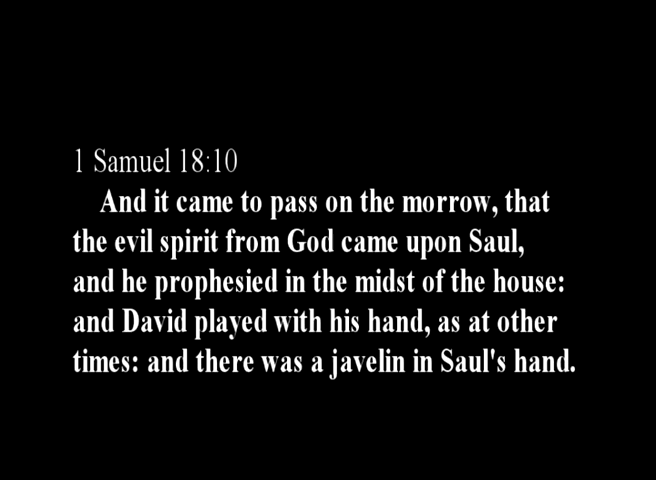 1 Samuel 18:10
And it came to pass on the morrow, that
the evil spirit from God came upon Saul,
and he prophesied in the midst of the house:
and David played with his hand, as at other
times: and there was a javelin in Saul's hand.